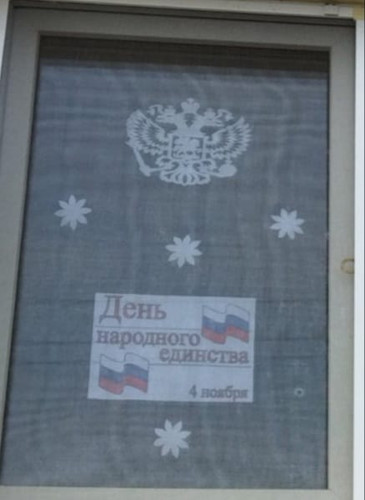 День
народного
единства
4 ноября